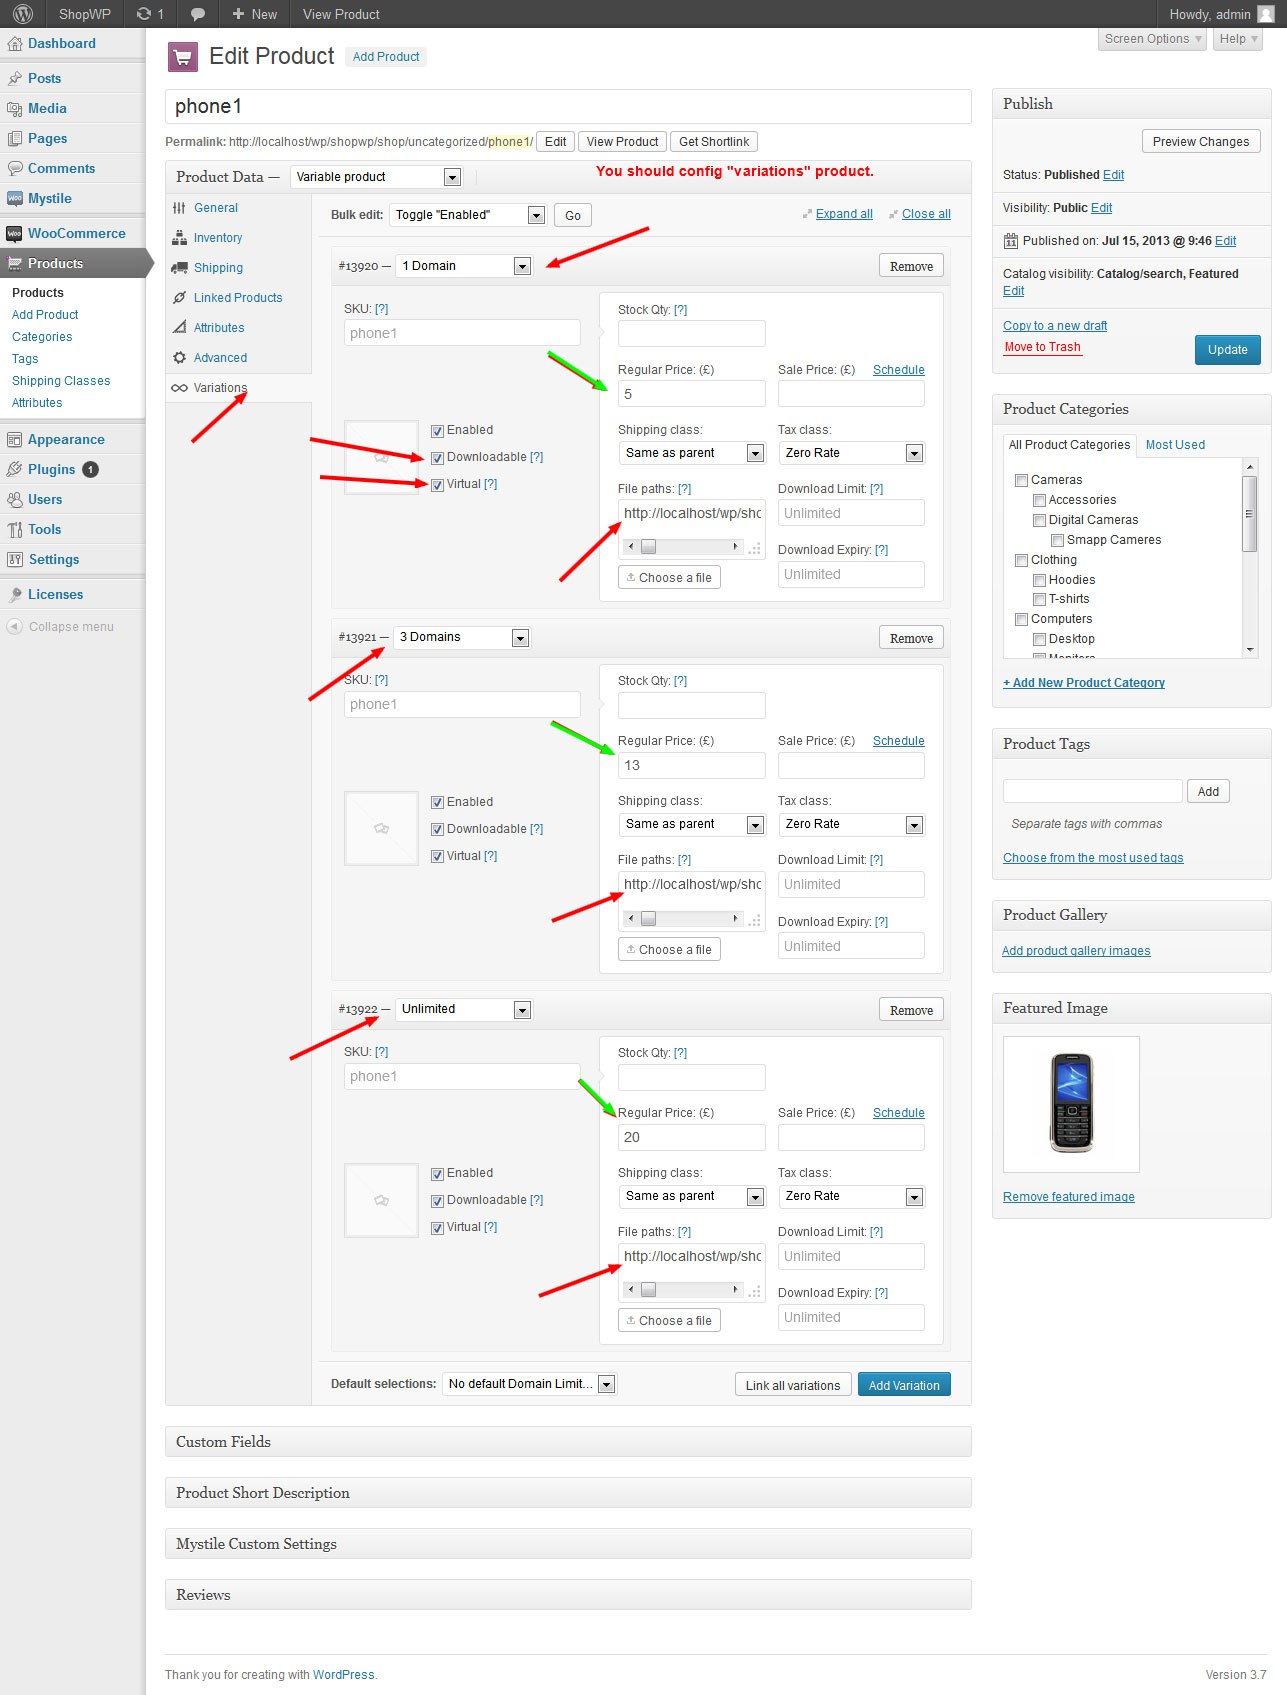 ShopWP 1 + New View Product Howdy, admin
Screen Options Help
Dashboard
Posts
Media
Pages
Comments
Mystile
WooCommerce
Products
Products
Add Product
Categories
Tags
Shipping Classes
Attributes
Appearance
Plugins 1
Users
Tools
Settings
Licenses
Collapse menu
Edit Product Add Product
phone1
Permalink: http://localhost/wp/shopwp/shop/uncategorized/phone1/ Edit View Product Get Shortlink
Product Data — Variable product
You should config "variations" product.
General
Inventory
Shipping
Linked Products
Attributes
Advanced
Variations
Bulk edit: Toggle "Enabled" Go Expand all Close all
#13920 — 1 Domain Remove
SKU: [?]
phone1
Stock Qty: [?]
Regular Price: (£) Sale Price: (£) Schedule
5
Enabled
Downloadable [?]
Virtual [?]
Shipping class: Tax class:
Same as parent Zero Rate
File paths: [?] Download Limit: [?]
http://localhost/wp/sho Unlimited
Download Expiry: [?]
Choose a file Unlimited
#13921 — 3 Domains Remove
SKU: [?]
phone1
Stock Qty: [?]
Regular Price: (£) Sale Price: (£) Schedule
13
Enabled
Downloadable [?]
Virtual [?]
Shipping class: Tax class:
Same as parent Zero Rate
File paths: [?] Download Limit: [?]
http://localhost/wp/sho Unlimited
Download Expiry: [?]
Choose a file Unlimited
#13922 — Unlimited Remove
SKU: [?]
phone1
Stock Qty: [?]
Regular Price: (£) Sale Price: (£) Schedule
20
Enabled
Downloadable [?]
Virtual [?]
Shipping class: Tax class:
Same as parent Zero Rate
File paths: [?] Download Limit: [?]
http://localhost/wp/sho Unlimited
Download Expiry: [?]
Choose a file Unlimited
Default selections: No default Domain Limit... Link all variations Add Variation
Custom Fields
Product Short Description
Mystile Custom Settings
Reviews
Publish
Preview Changes
Status: Published Edit
Visibility: Public Edit
Published on: Jul 15, 2013 @ 9:46 Edit
Catalog visibility: Catalog/search, Featured
Edit
Copy to a new draft
Move to Trash Update
Product Categories
All Product Categories Most Used
Cameras
Accessories
Digital Cameras
Smapp Cameres
Clothing
Hoodies
T-shirts
Computers
Desktop
Monitors
+ Add New Product Category
Product Tags
Add
Separate tags with commas
Choose from the most used tags
Product Gallery
Add product gallery images
Featured Image
Remove featured image
Thank you for creating with WordPress. Version 3.7